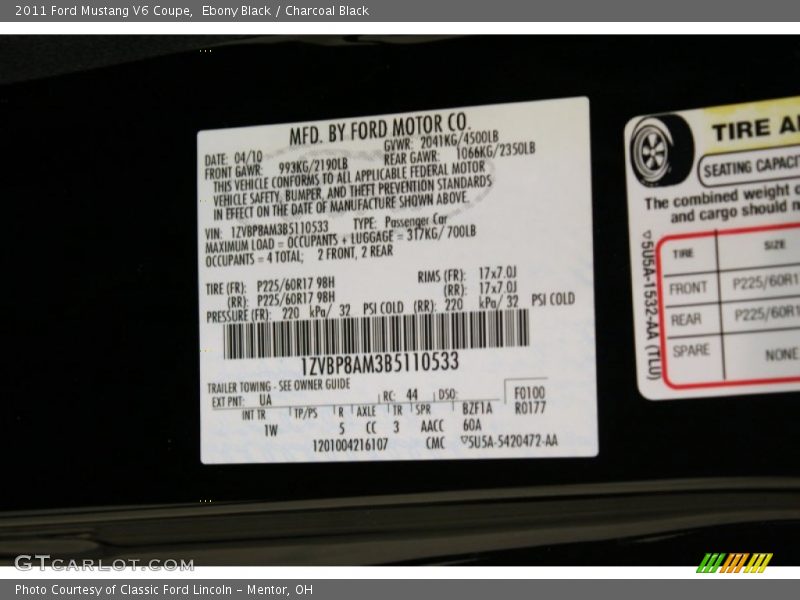 2011 Ford Mustang V6 Coupe,  Ebony Black / Charcoal Black
MFD. BY FORD MOTOR CO.
DATE: 04/10 GVWR: 2041KG/4500LB
FRONT GAWR: 993KG/2190LB REAR GAWR: 1066KG/2350LB
THIS VEHICLE CONFORMS TO ALL APPLICABLE FEDERAL MOTOR
VEHICLE SAFETY, BUMPER, AND THEFT PREVENTION STANDARDS
IN EFFECT ON THE DATE OF MANUFACTURE SHOWN ABOVE.
VIN: 1ZVBP8AM3B5110533 TYPE: Passenger Car
MAXIMUM LOAD = OCCUPANTS + LUGGAGE = 317KG/700LB
OCCUPANTS = 4 TOTAL; 2 FRONT, 2 REAR
TIRE (FR): P225/60R17 98H RIMS (FR): 17x7.0J
(RR): P225/60R17 98H (RR): 17x7.0J
PRESSURE (FR): 220 kPa/ 32 PSI COLD (RR): 220 kPa/ 32 PSI COLD
1ZVBP8AM3B5110533
TRAILER TOWING - SEE OWNER GUIDE
EXT PNT: UA RC: 44 DSO: F0100
INT TR TP/PS R AXLE TR SPR BZF1A R0177
1W 5 CC 3 AACC 60A
1201004216107 CMC ▽5U5A-5420472-AA
TIRE
SEATING CAPACIT
The combined weight
and cargo should
▽5U5A-1532-AA (TLU)
TIRE SIZE
FRONT P225/60R1
REAR P225/60R1
SPARE NONE
GTCARLOT.COM
Photo Courtesy of Classic Ford Lincoln – Mentor, OH